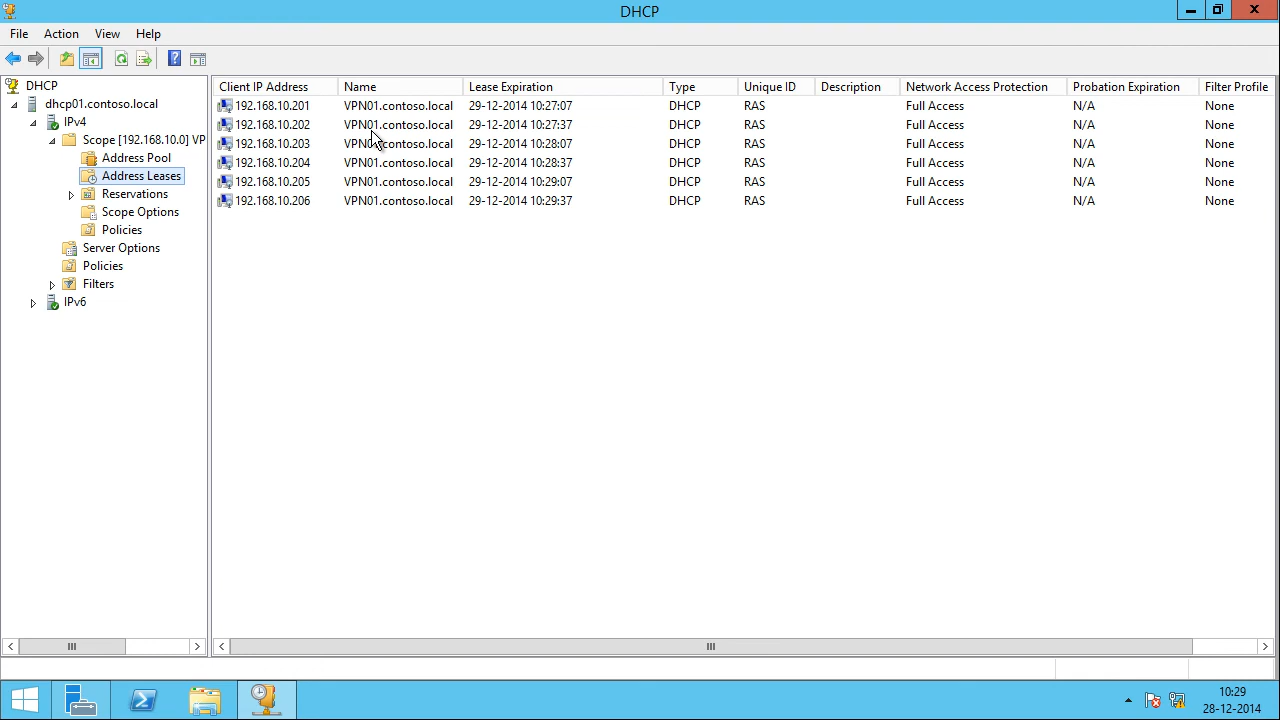 DHCP
File Action View Help
DHCP
dhcp01.contoso.local
IPv4
Scope [192.168.10.0] VP
Address Pool
Address Leases
Reservations
Scope Options
Policies
Server Options
Policies
Filters
IPv6
Client IP Address Name Lease Expiration Type Unique ID Description Network Access Protection Probation Expiration Filter Profile
192.168.10.201 VPN01.contoso.local 29-12-2014 10:27:07 DHCP RAS Full Access N/A None
192.168.10.202 VPN01.contoso.local 29-12-2014 10:27:37 DHCP RAS Full Access N/A None
192.168.10.203 VPN01.contoso.local 29-12-2014 10:28:07 DHCP RAS Full Access N/A None
192.168.10.204 VPN01.contoso.local 29-12-2014 10:28:37 DHCP RAS Full Access N/A None
192.168.10.205 VPN01.contoso.local 29-12-2014 10:29:07 DHCP RAS Full Access N/A None
192.168.10.206 VPN01.contoso.local 29-12-2014 10:29:37 DHCP RAS Full Access N/A None
10:29
28-12-2014